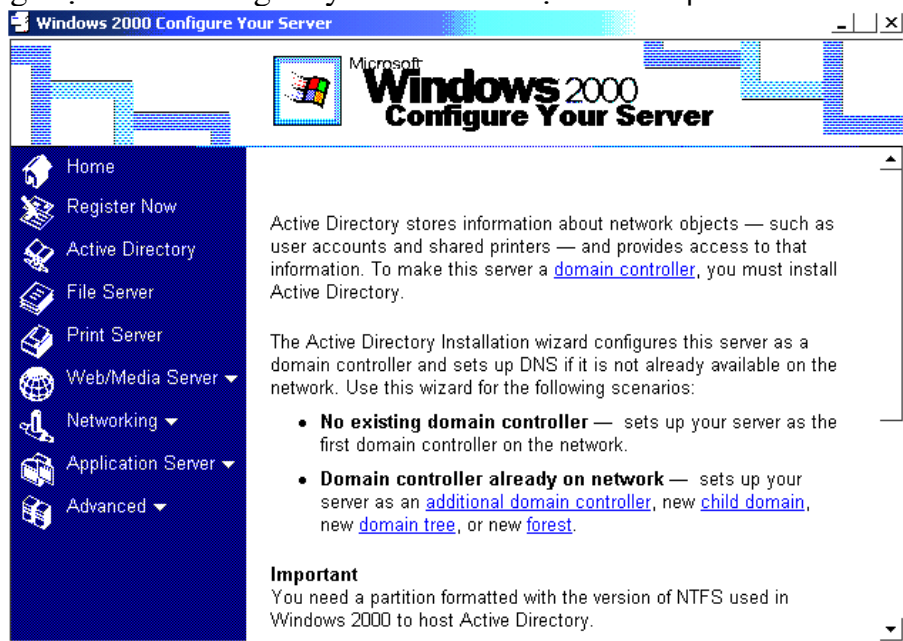 Windows 2000 Configure Your Server
Microsoft
Windows 2000
Configure Your Server
Home
Register Now
Active Directory
File Server
Print Server
Web/Media Server
Networking
Application Server
Advanced
Active Directory stores information about network objects — such as
user accounts and shared printers — and provides access to that
information. To make this server a domain controller, you must install
Active Directory.
The Active Directory Installation wizard configures this server as a
domain controller and sets up DNS if it is not already available on the
network. Use this wizard for the following scenarios:
• No existing domain controller — sets up your server as the
first domain controller on the network.
• Domain controller already on network — sets up your
server as an additional domain controller, new child domain,
new domain tree, or new forest.
Important
You need a partition formatted with the version of NTFS used in
Windows 2000 to host Active Directory.